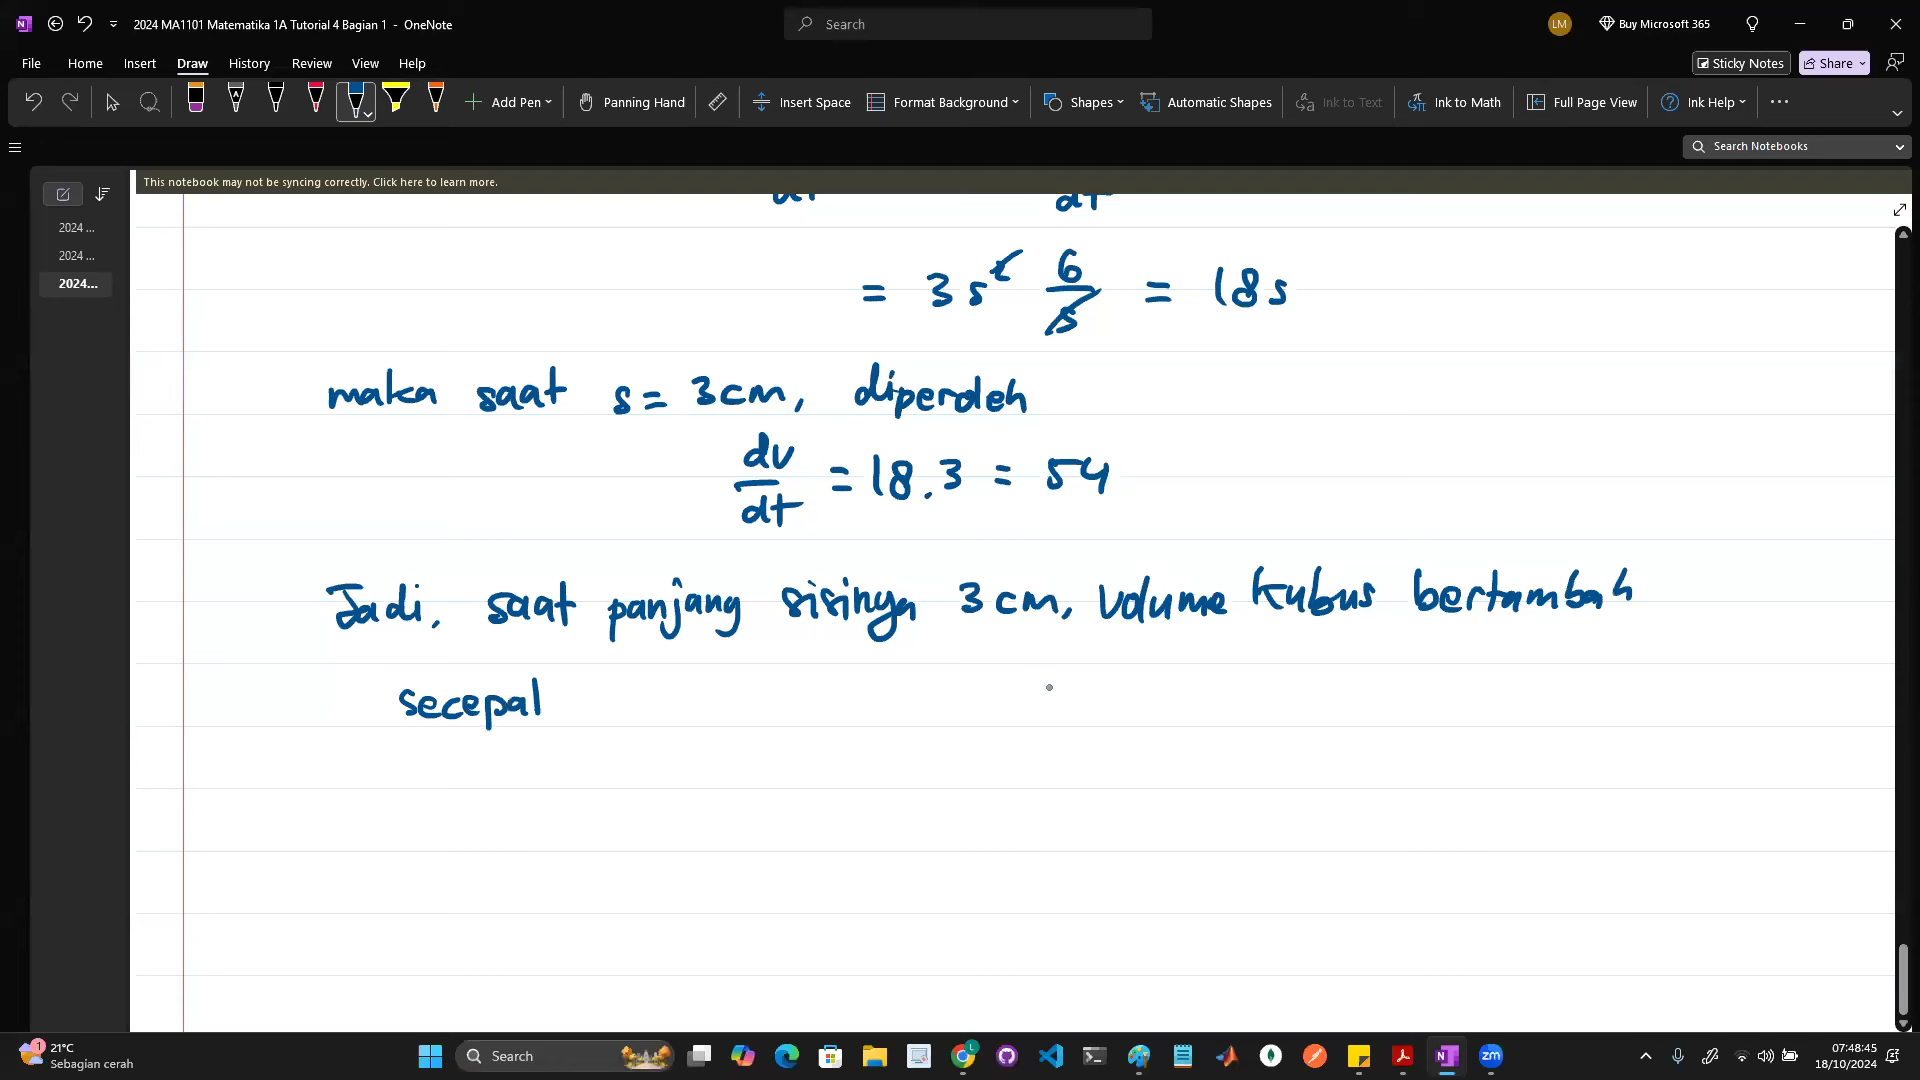 2024 MA1101 Matematika 1A Tutorial 4 Bagian 1 - OneNote
Search
LM
Buy Microsoft 365
File Home Insert Draw History Review View Help
Sticky Notes
Share
Add Pen
Panning Hand
Insert Space
Format Background
Shapes
Automatic Shapes
Ink to Text
Ink to Math
Full Page View
Ink Help
Search Notebooks
This notebook may not be syncing correctly. Click here to learn more.
2024 ...
2024 ...
2024...
dt dt
= 3s² 6/s = 18s
maka saat s = 3cm, diperoleh
dv/dt = 18.3 = 54
Jadi, saat panjang sisinya 3 cm, volume kubus bertambah
secepat
1
21°C
Sebagian cerah
Search
L
zm
07:48:45
18/10/2024